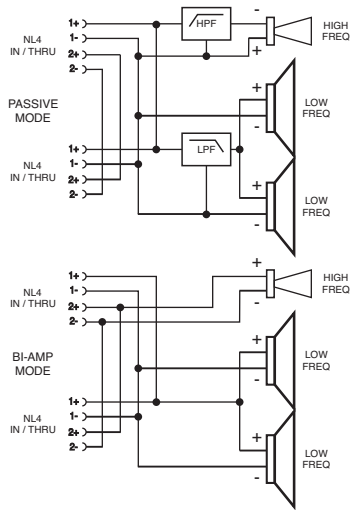 1+
1-
2+
2-
NL4
IN / THRU
HPF
-
+
HIGH
FREQ
PASSIVE
MODE
+
-
LOW
FREQ
1+
1-
2+
2-
NL4
IN / THRU
LPF
+
-
LOW
FREQ
1+
1-
2+
2-
NL4
IN / THRU
+
-
HIGH
FREQ
BI-AMP
MODE
+
-
LOW
FREQ
1+
1-
2+
2-
NL4
IN / THRU
+
-
LOW
FREQ